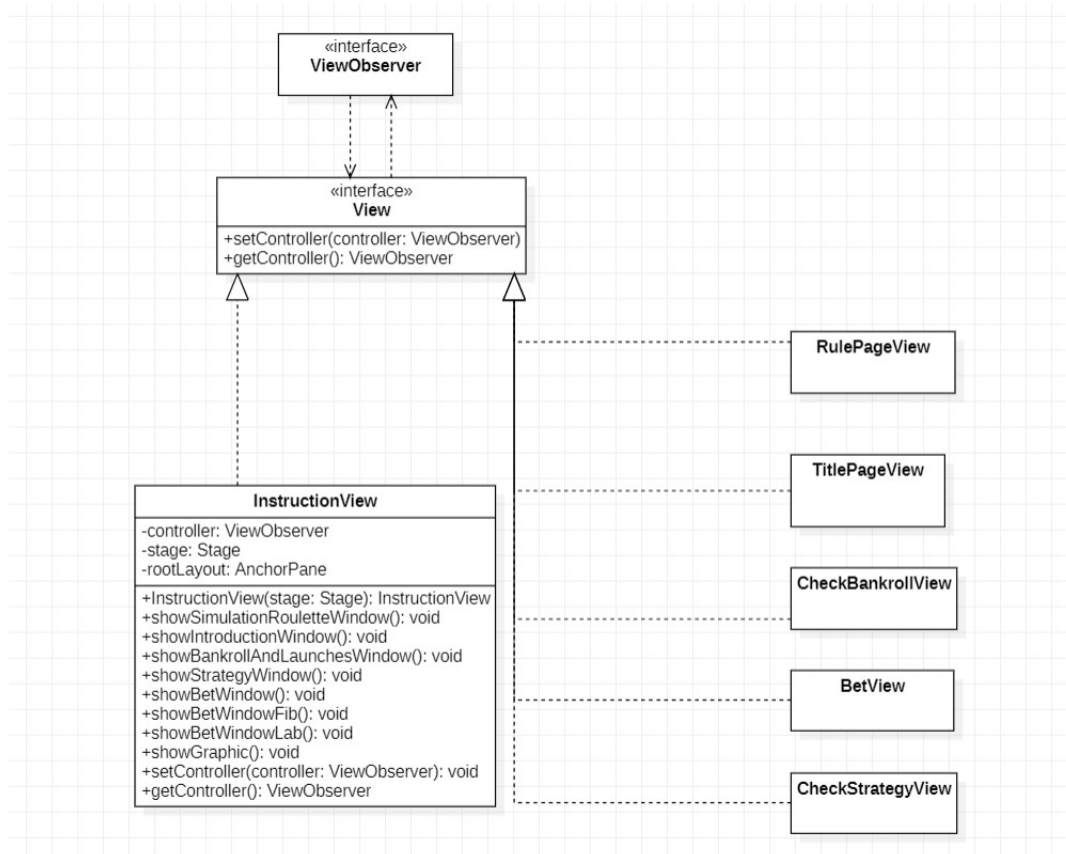 «interface»
ViewObserver
«interface»
View
+setController(controller: ViewObserver)
+getController(): ViewObserver
RulePageView
TitlePageView
InstructionView
-controller: ViewObserver
-stage: Stage
-rootLayout: AnchorPane
+InstructionView(stage: Stage): InstructionView
+showSimulationRouletteWindow(): void
+showIntroductionWindow(): void
+showBankrollAndLaunchesWindow(): void
+showStrategyWindow(): void
+showBetWindow(): void
+showBetWindowFib(): void
+showBetWindowLab(): void
+showGraphic(): void
+setController(controller: ViewObserver): void
+getController(): ViewObserver
CheckBankrollView
BetView
CheckStrategyView